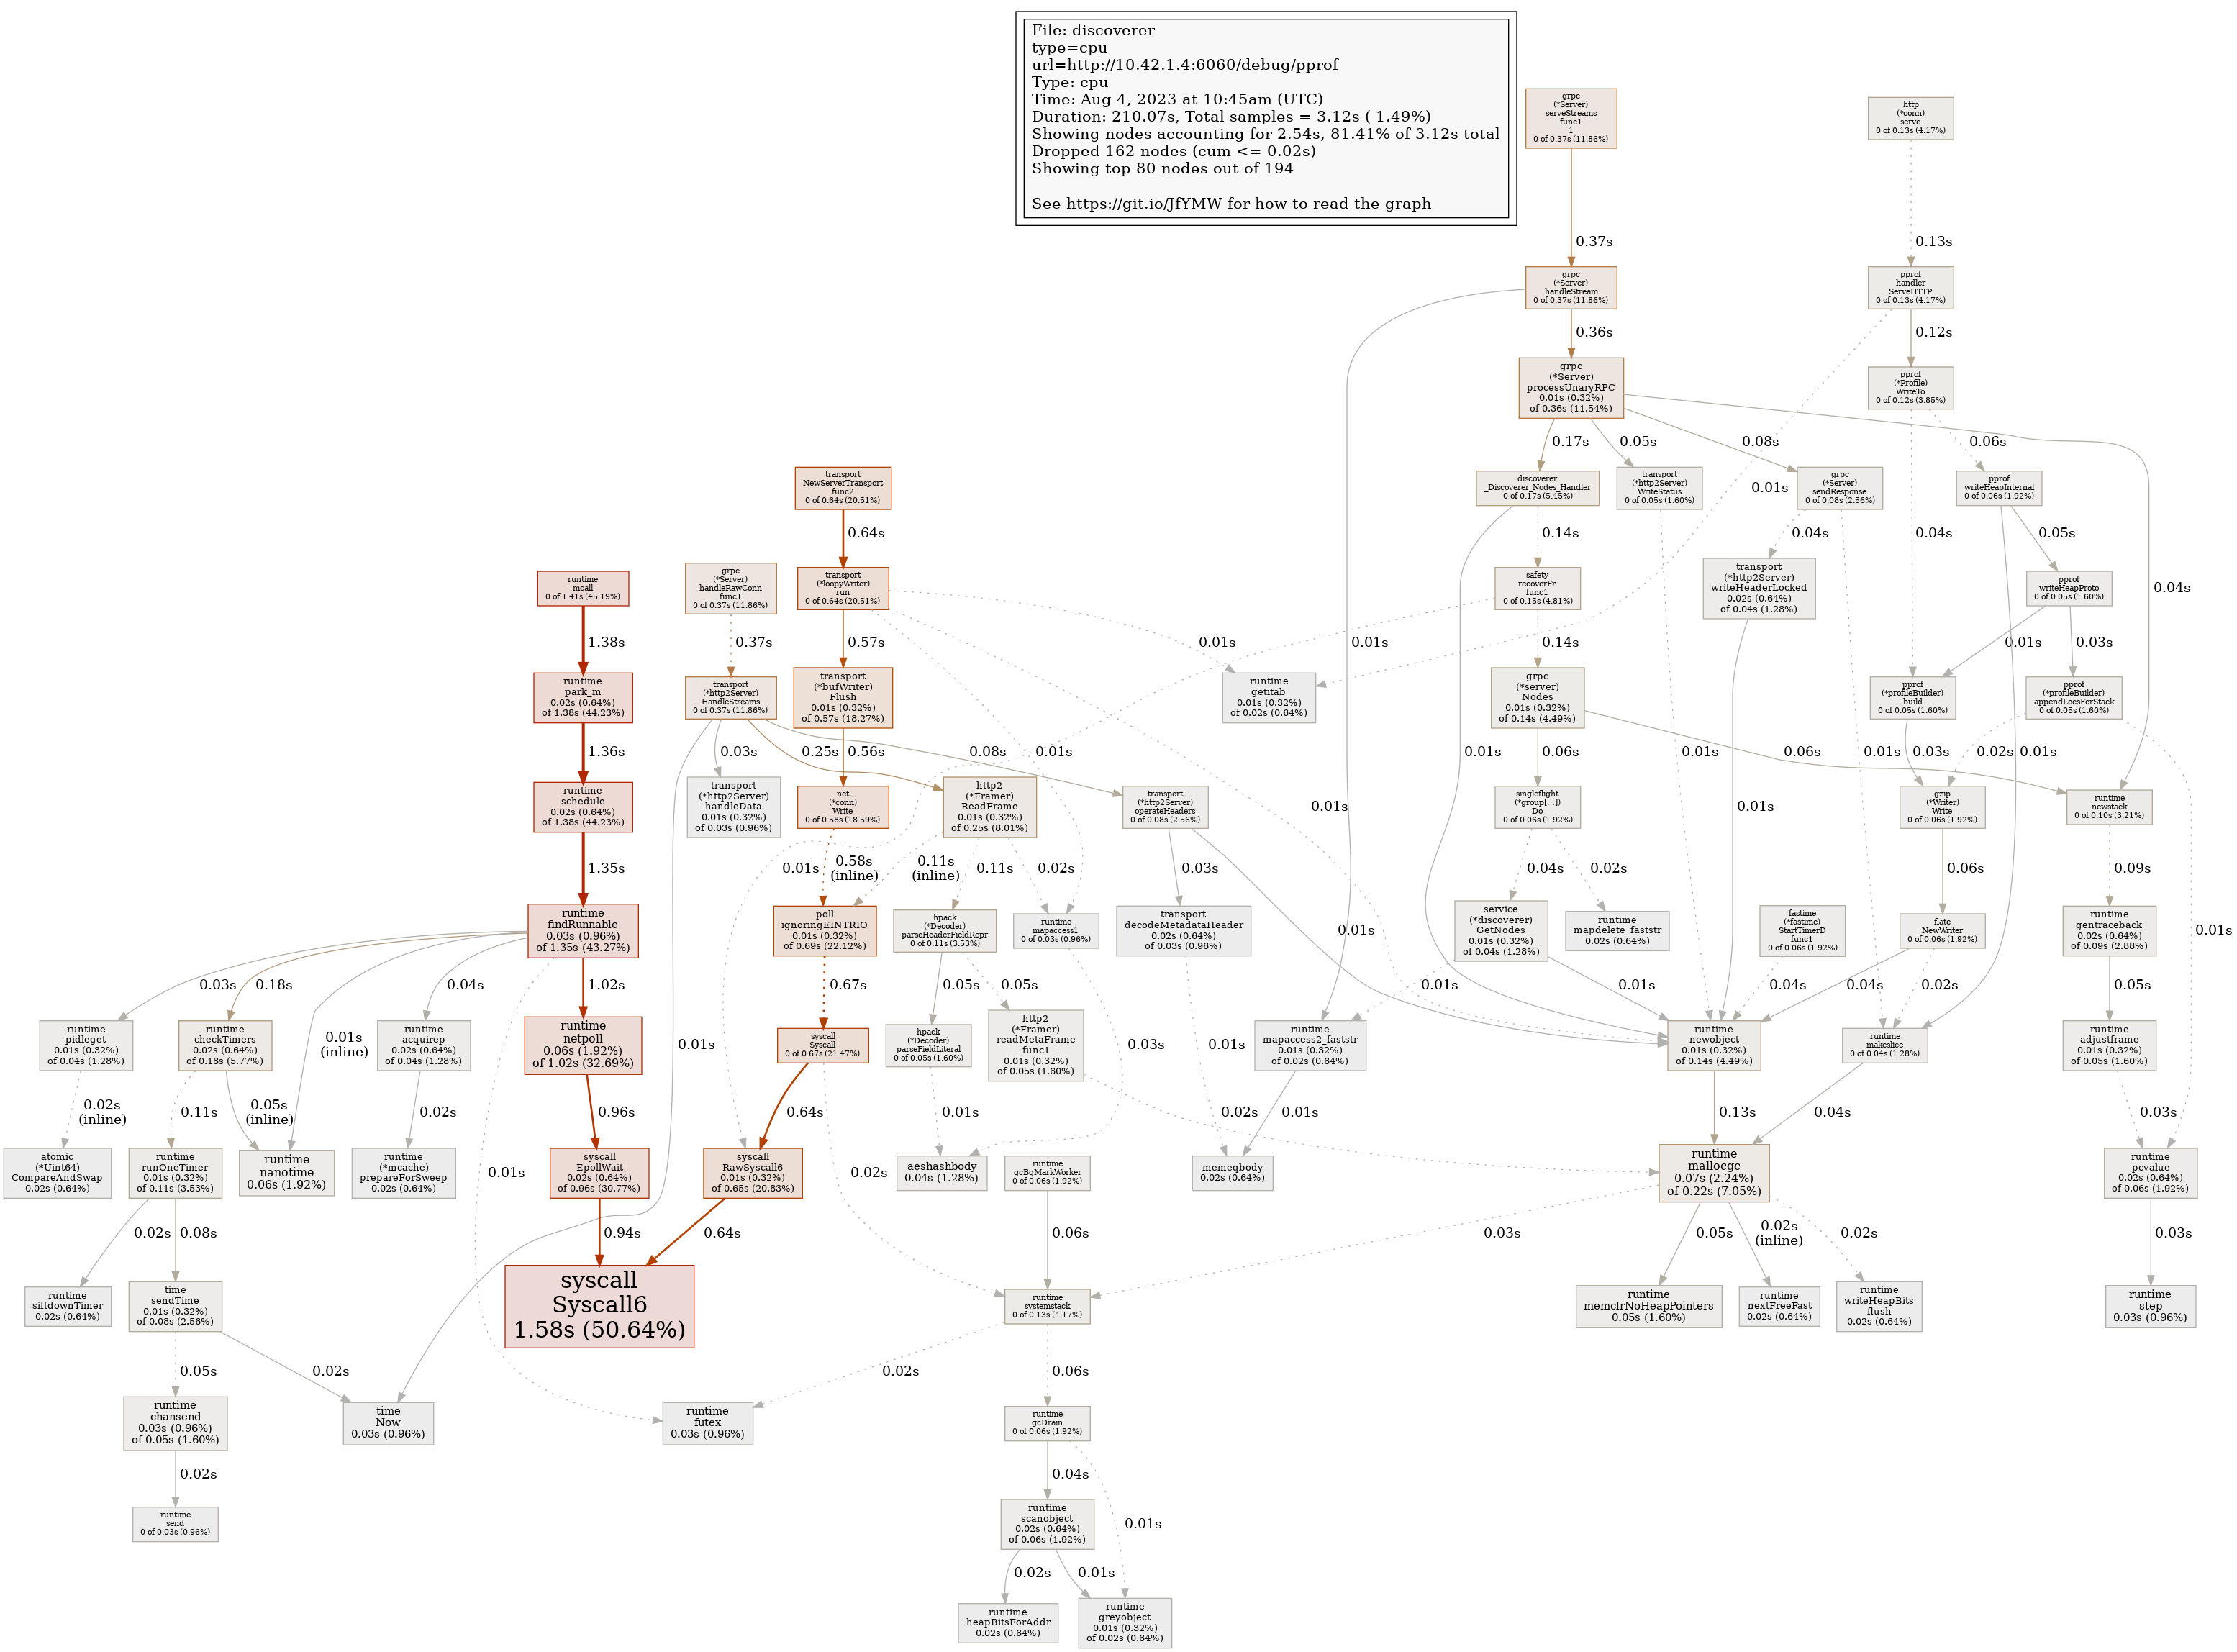 File: discoverer
type=cpu
url=http://10.42.1.4:6060/debug/pprof
Type: cpu
Time: Aug 4, 2023 at 10:45am (UTC)
Duration: 210.07s, Total samples = 3.12s ( 1.49%)
Showing nodes accounting for 2.54s, 81.41% of 3.12s total
Dropped 162 nodes (cum <= 0.02s)
Showing top 80 nodes out of 194
See https://git.io/JfYMW for how to read the graph
grpc
(*Server)
serveStreams
func1
1
0 of 0.37s (11.86%)
http
(*conn)
serve
0 of 0.13s (4.17%)
0.37s
0.13s
grpc
(*Server)
handleStream
0 of 0.37s (11.86%)
pprof
handler
ServeHTTP
0 of 0.13s (4.17%)
0.36s
0.12s
grpc
(*Server)
processUnaryRPC
0.01s (0.32%)
of 0.36s (11.54%)
pprof
(*Profile)
WriteTo
0 of 0.12s (3.85%)
0.17s
0.05s
0.08s
0.06s
transport
NewServerTransport
func2
0 of 0.64s (20.51%)
discoverer
_Discoverer_Nodes_Handler
0 of 0.17s (5.45%)
transport
(*http2Server)
WriteStatus
0 of 0.05s (1.60%)
0.01s
grpc
(*Server)
sendResponse
0 of 0.08s (2.56%)
pprof
writeHeapInternal
0 of 0.06s (1.92%)
0.64s
0.14s
0.04s
0.04s
0.05s
runtime
mcall
0 of 1.41s (45.19%)
grpc
(*Server)
handleRawConn
func1
0 of 0.37s (11.86%)
transport
(*loopyWriter)
run
0 of 0.64s (20.51%)
safety
recoverFn
func1
0 of 0.15s (4.81%)
transport
(*http2Server)
writeHeaderLocked
0.02s (0.64%)
of 0.04s (1.28%)
pprof
writeHeapProto
0 of 0.05s (1.60%)
0.04s
1.38s
0.37s
0.57s
0.01s
0.01s
0.14s
0.01s
0.03s
runtime
park_m
0.02s (0.64%)
of 1.38s (44.23%)
transport
(*http2Server)
HandleStreams
0 of 0.37s (11.86%)
transport
(*bufWriter)
Flush
0.01s (0.32%)
of 0.57s (18.27%)
runtime
getitab
0.01s (0.32%)
of 0.02s (0.64%)
grpc
(*server)
Nodes
0.01s (0.32%)
of 0.14s (4.49%)
pprof
(*profileBuilder)
build
0 of 0.05s (1.60%)
pprof
(*profileBuilder)
appendLocsForStack
0 of 0.05s (1.60%)
1.36s
0.03s
0.25s
0.56s
0.08s
0.01s
0.01s
0.06s
0.06s
0.01s
0.01s
0.03s
0.01s
0.02s
runtime
schedule
0.02s (0.64%)
of 1.38s (44.23%)
transport
(*http2Server)
handleData
0.01s (0.32%)
of 0.03s (0.96%)
net
(*conn)
Write
0 of 0.58s (18.59%)
http2
(*Framer)
ReadFrame
0.01s (0.32%)
of 0.25s (8.01%)
transport
(*http2Server)
operateHeaders
0 of 0.08s (2.56%)
0.01s
singleflight
(*group[...])
Do
0 of 0.06s (1.92%)
0.01s
gzip
(*Writer)
Write
0 of 0.06s (1.92%)
runtime
newstack
0 of 0.10s (3.21%)
1.35s
0.01s
0.58s
(inline)
0.11s
(inline)
0.11s
0.02s
0.03s
0.04s
0.02s
0.06s
0.09s
runtime
findRunnable
0.03s (0.96%)
of 1.35s (43.27%)
poll
ignoringEINTRIO
0.01s (0.32%)
of 0.69s (22.12%)
hpack
(*Decoder)
parseHeaderFieldRepr
0 of 0.11s (3.53%)
runtime
mapaccess1
0 of 0.03s (0.96%)
transport
decodeMetadataHeader
0.02s (0.64%)
of 0.03s (0.96%)
0.01s
service
(*discoverer)
GetNodes
0.01s (0.32%)
of 0.04s (1.28%)
runtime
mapdelete_faststr
0.02s (0.64%)
fastime
(*fastime)
StartTimerD
func1
0 of 0.06s (1.92%)
flate
NewWriter
0 of 0.06s (1.92%)
runtime
gentraceback
0.02s (0.64%)
of 0.09s (2.88%)
0.01s
0.03s
0.18s
0.04s
1.02s
0.67s
0.05s
0.05s
0.01s
0.01s
0.04s
0.04s
0.02s
0.05s
runtime
pidleget
0.01s (0.32%)
of 0.04s (1.28%)
runtime
checkTimers
0.02s (0.64%)
of 0.18s (5.77%)
0.01s
(inline)
runtime
acquirep
0.02s (0.64%)
of 0.04s (1.28%)
runtime
netpoll
0.06s (1.92%)
of 1.02s (32.69%)
0.01s
syscall
Syscall
0 of 0.67s (21.47%)
hpack
(*Decoder)
parseFieldLiteral
0 of 0.05s (1.60%)
http2
(*Framer)
readMetaFrame
func1
0.01s (0.32%)
of 0.05s (1.60%)
0.03s
0.01s
runtime
mapaccess2_faststr
0.01s (0.32%)
of 0.02s (0.64%)
runtime
newobject
0.01s (0.32%)
of 0.14s (4.49%)
runtime
makeslice
0 of 0.04s (1.28%)
runtime
adjustframe
0.01s (0.32%)
of 0.05s (1.60%)
0.02s
(inline)
0.11s
0.05s
(inline)
0.02s
0.96s
0.64s
0.01s
0.02s
0.01s
0.13s
0.04s
0.03s
atomic
(*Uint64)
CompareAndSwap
0.02s (0.64%)
runtime
runOneTimer
0.01s (0.32%)
of 0.11s (3.53%)
runtime
nanotime
0.06s (1.92%)
runtime
(*mcache)
prepareForSweep
0.02s (0.64%)
0.01s
syscall
EpollWait
0.02s (0.64%)
of 0.96s (30.77%)
syscall
RawSyscall6
0.01s (0.32%)
of 0.65s (20.83%)
0.02s
aeshashbody
0.04s (1.28%)
runtime
gcBgMarkWorker
0 of 0.06s (1.92%)
memeqbody
0.02s (0.64%)
runtime
mallocgc
0.07s (2.24%)
of 0.22s (7.05%)
runtime
pcvalue
0.02s (0.64%)
of 0.06s (1.92%)
0.02s
0.08s
0.94s
0.64s
0.06s
0.03s
0.05s
0.02s
(inline)
0.02s
0.03s
runtime
siftdownTimer
0.02s (0.64%)
time
sendTime
0.01s (0.32%)
of 0.08s (2.56%)
syscall
Syscall6
1.58s (50.64%)
runtime
systemstack
0 of 0.13s (4.17%)
runtime
memclrNoHeapPointers
0.05s (1.60%)
runtime
nextFreeFast
0.02s (0.64%)
runtime
writeHeapBits
flush
0.02s (0.64%)
runtime
step
0.03s (0.96%)
0.05s
0.02s
0.02s
0.06s
runtime
chansend
0.03s (0.96%)
of 0.05s (1.60%)
time
Now
0.03s (0.96%)
runtime
futex
0.03s (0.96%)
runtime
gcDrain
0 of 0.06s (1.92%)
0.02s
0.04s
runtime
send
0 of 0.03s (0.96%)
runtime
scanobject
0.02s (0.64%)
of 0.06s (1.92%)
0.01s
0.02s
0.01s
runtime
heapBitsForAddr
0.02s (0.64%)
runtime
greyobject
0.01s (0.32%)
of 0.02s (0.64%)